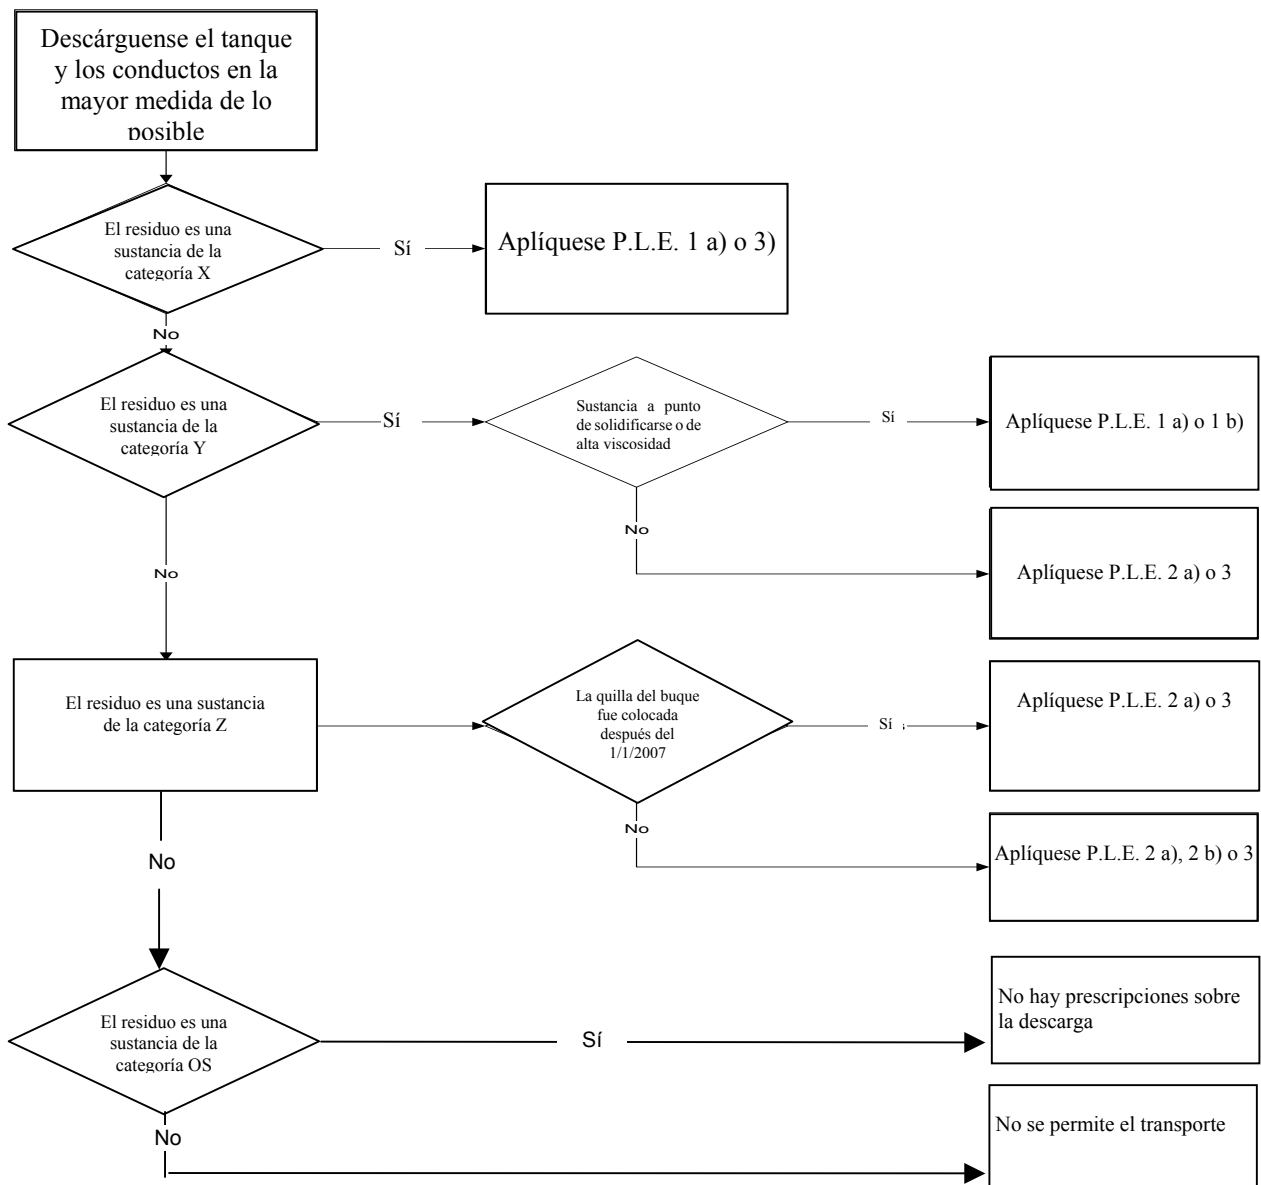 Descárguense el tanque
y los conductos en la
mayor medida de lo
posible
El residuo es una
sustancia de la
categoría X
Sí
Aplíquese P.L.E. 1 a) o 3)
No
El residuo es una
sustancia de la
categoría Y
Sí
Sustancia a punto
de solidificarse o de
alta viscosidad
Sí
Aplíquese P.L.E. 1 a) o 1 b)
No
Aplíquese P.L.E. 2 a) o 3
No
El residuo es una sustancia
de la categoría Z
La quilla del buque
fue colocada
después del
1/1/2007
Sí
Aplíquese P.L.E. 2 a) o 3
No
Aplíquese P.L.E. 2 a), 2 b) o 3
No
El residuo es una
sustancia de la
categoría OS
Sí
No hay prescripciones sobre
la descarga
No
No se permite el transporte